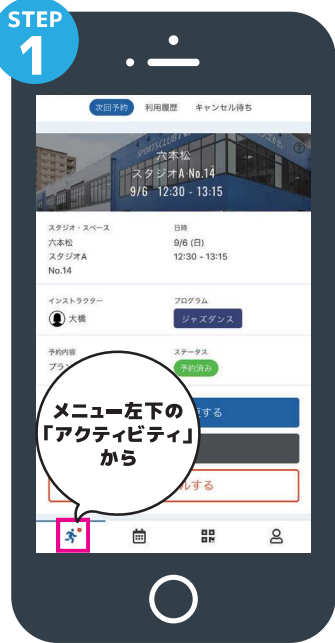 STEP
1
次回予約 利用履歴 キャンセル待ち
SPORTSCLUB
六本松
スタジオA No.14
9/6 12:30 - 13:15
スタジオ・スペース
日時
六本松
スタジオA
No.14
9/6 (日)
12:30 - 13:15
インストラクター
プログラム
大橋
ジャズダンス
予約内容
ステータス
プラン
予約済み
する
メニュー左下の
「アクティビティ」
から
ルする